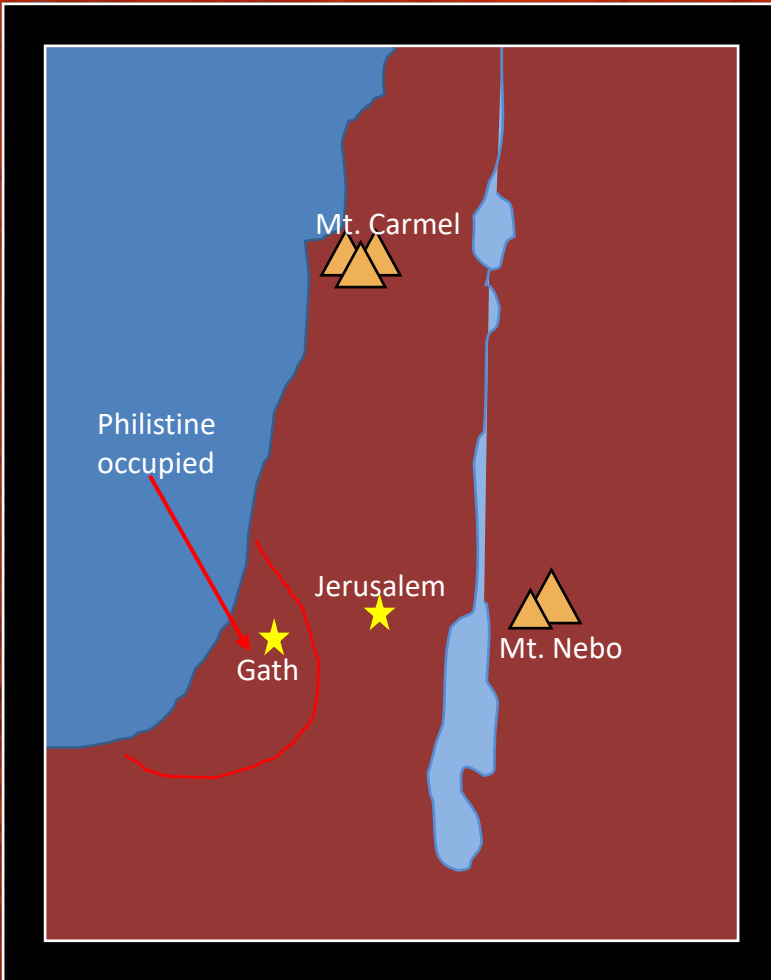 Mt. Carmel
Philistine
occupied
Jerusalem
Mt. Nebo
Gath